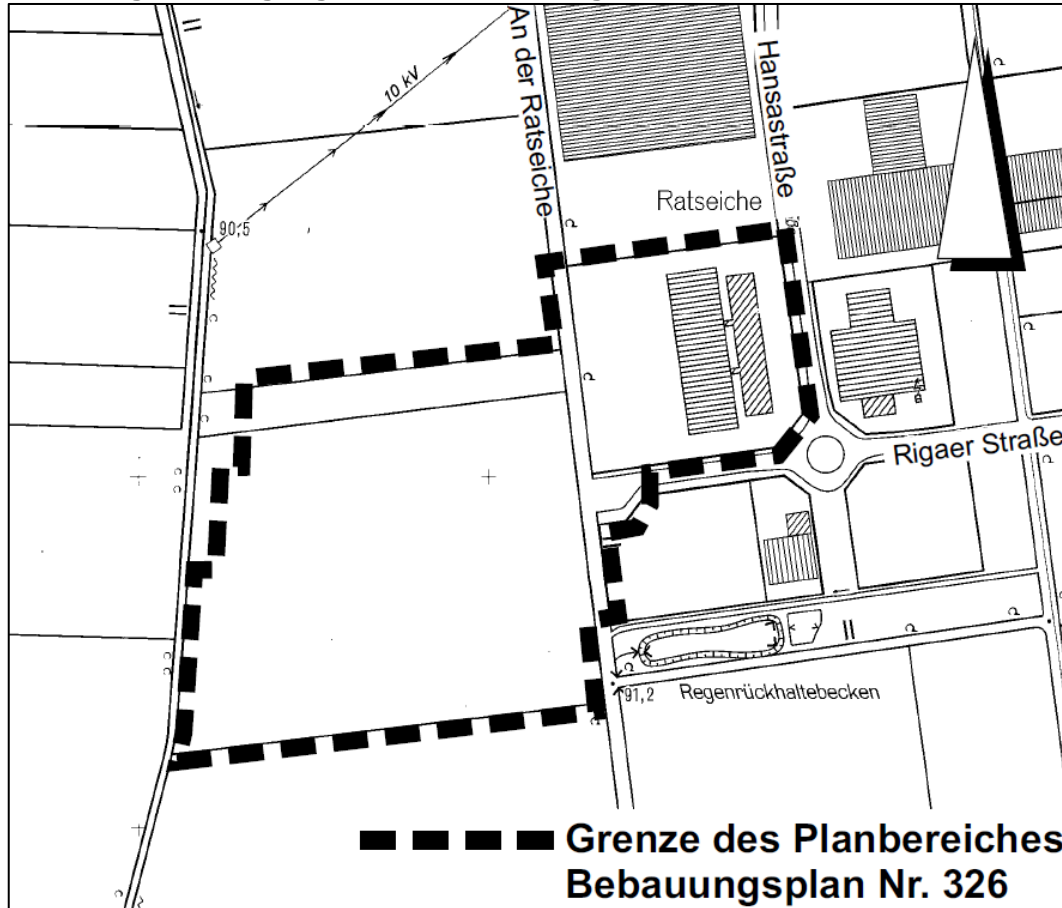 10 kV
An der Ratseiche
Hansastraße
Ratseiche
90,5
Rigaer Straße
91,2
Regenrückhaltebecken
Grenze des Planbereiches
Bebauungsplan Nr. 326